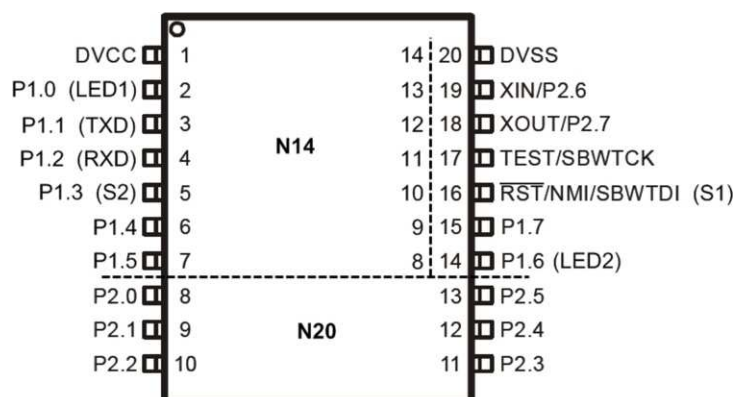 DVCC 1 14 20 DVSS
P1.0 (LED1) 2 13 19 XIN/P2.6
P1.1 (TXD) 3 12 18 XOUT/P2.7
N14
P1.2 (RXD) 4 11 17 TEST/SBWTCK
P1.3 (S2) 5 10 16 RST/NMI/SBWTDI (S1)
P1.4 6 9 15 P1.7
P1.5 7 8 14 P1.6 (LED2)
P2.0 8 13 P2.5
P2.1 9 N20 12 P2.4
P2.2 10 11 P2.3